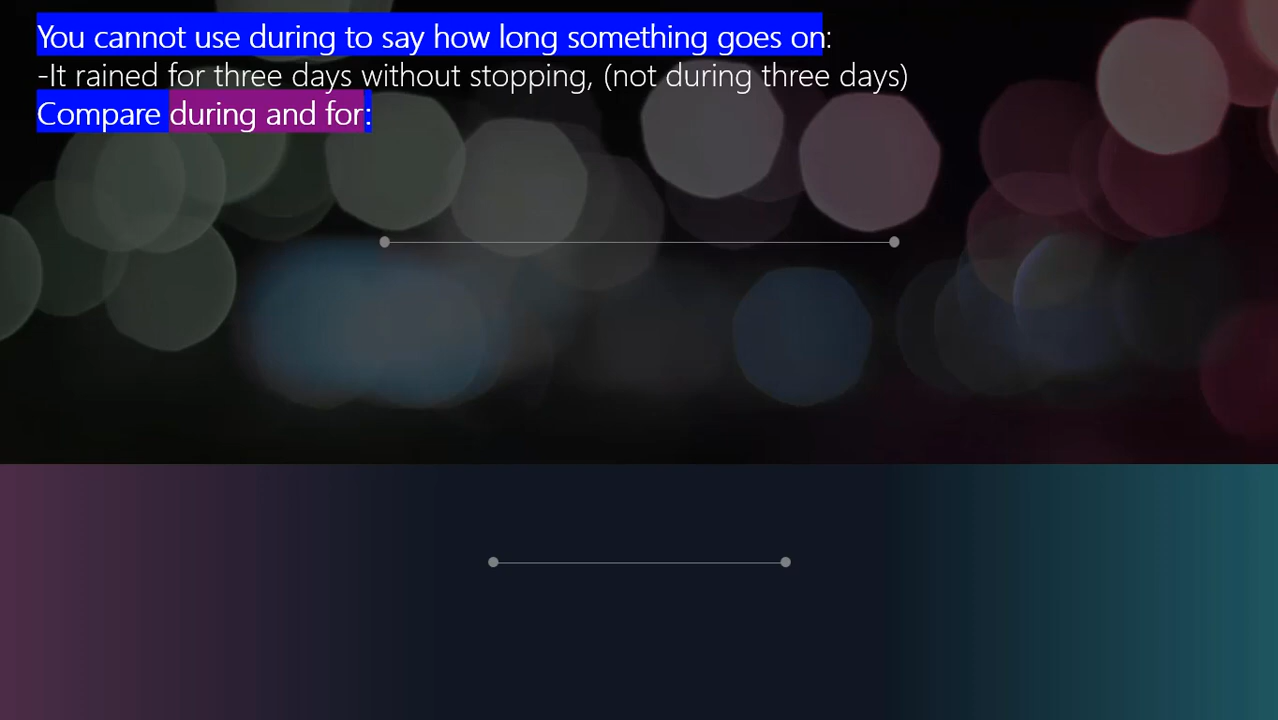 You cannot use during to say how long something goes on:
-It rained for three days without stopping, (not during three days)
Compare during and for: